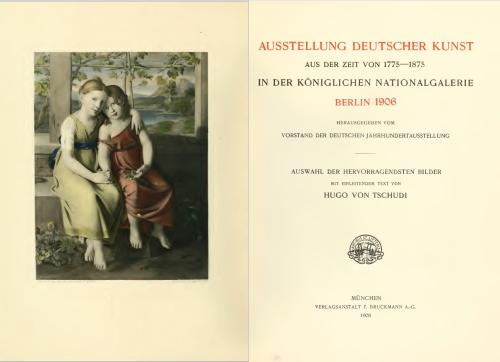 AUSSTELLUNG DEUTSCHER KUNST
AUS DER ZEIT VON 1775—1875
IN DER KÖNIGLICHEN NATIONALGALERIE
BERLIN 1906
HERAUSGEGEBEN VOM
VORSTAND DER DEUTSCHEN JAHRHUNDERTAUSSTELLUNG
AUSWAHL DER HERVORRAGENDSTEN BILDER
MIT EINLEITENDEM TEXT VON
HUGO VON TSCHUDI
MÜNCHEN
VERLAGSANSTALT F. BRUCKMANN A.-G.
1906